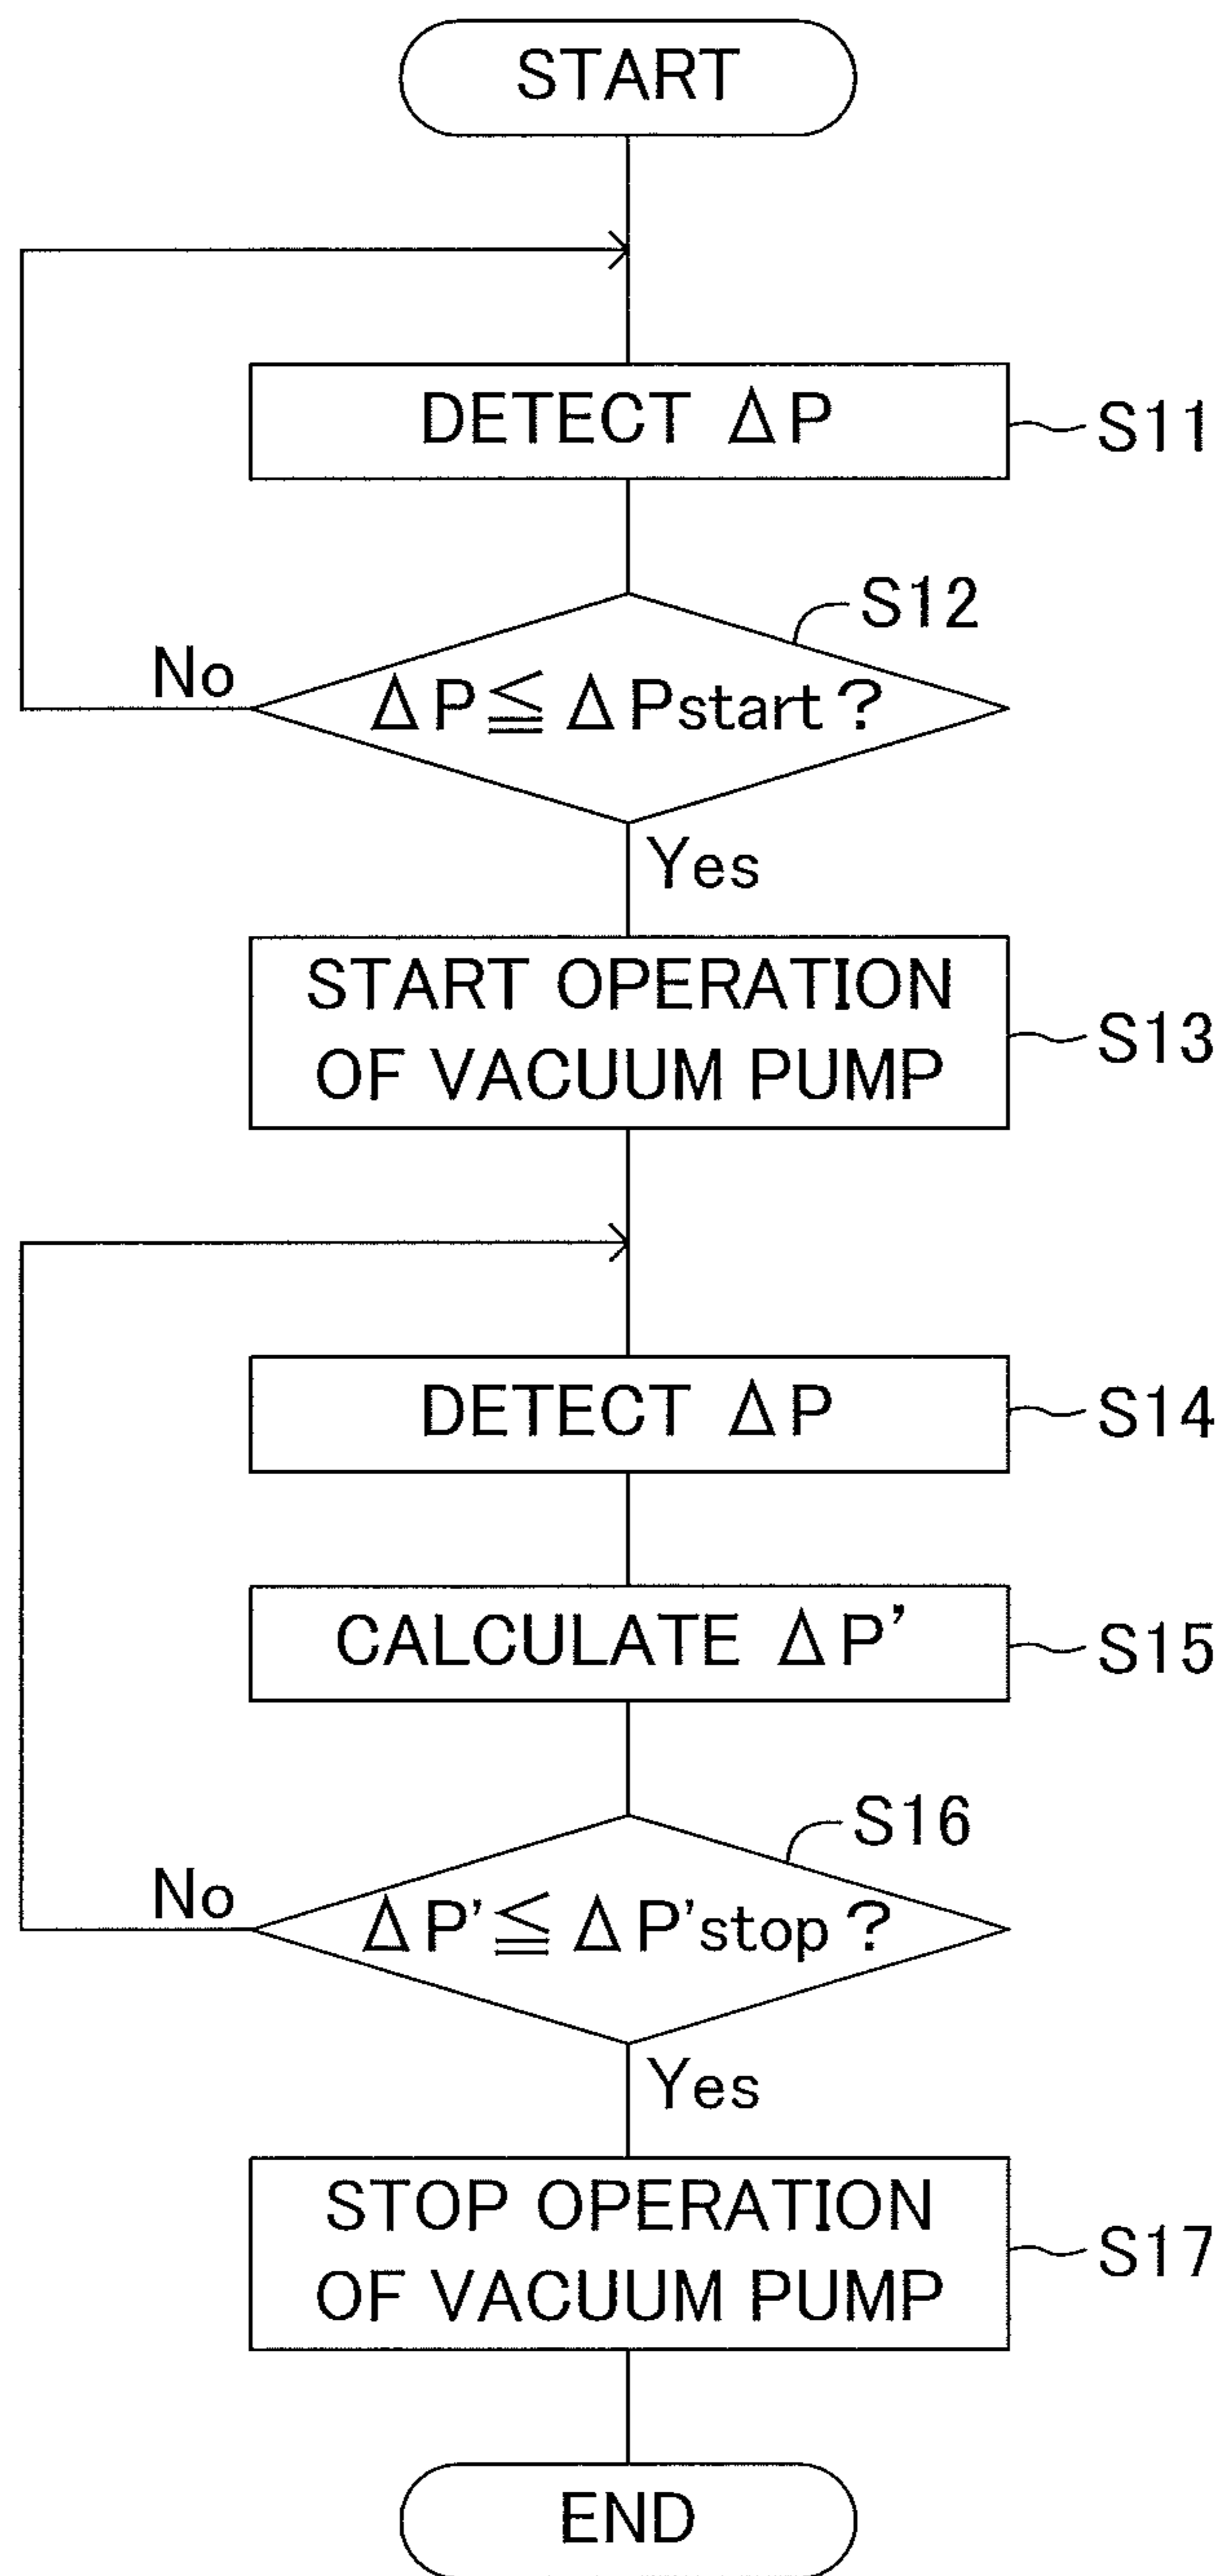 START
DETECT ΔP
S11
S12
No
ΔP≦ΔPstart?
Yes
START OPERATION
OF VACUUM PUMP
S13
DETECT ΔP
S14
CALCULATE ΔP'
S15
S16
No
ΔP'≦ΔP'stop?
Yes
STOP OPERATION
OF VACUUM PUMP
S17
END